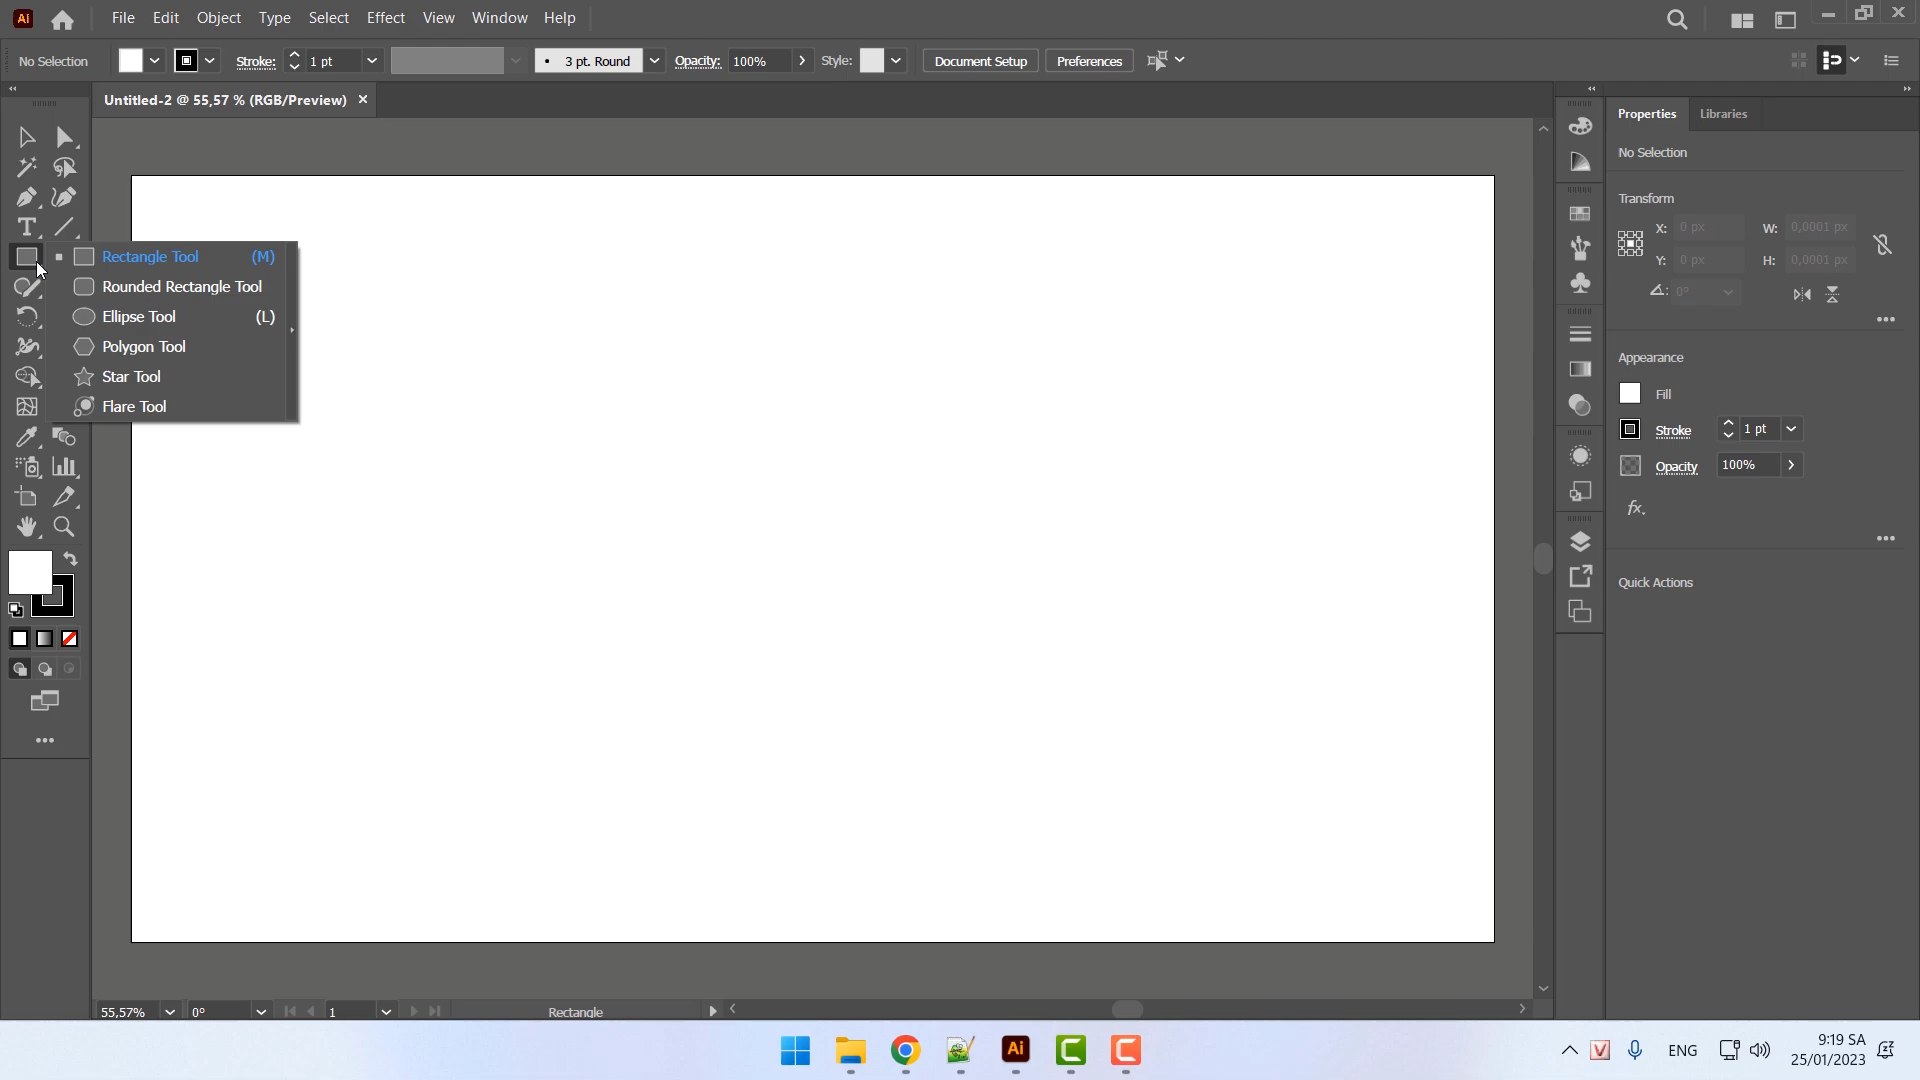 Ai File Edit Object Type Select Effect View Window Help
No Selection Stroke: 1 pt 3 pt. Round Opacity: 100% Style: Document Setup Preferences
Untitled-2 @ 55,57 % (RGB/Preview)
Rectangle Tool (M)
Rounded Rectangle Tool
Ellipse Tool (L)
Polygon Tool
Star Tool
Flare Tool
Properties Libraries
No Selection
Transform
X: 0 px W: 0,0001 px
Y: 0 px H: 0,0001 px
0°
Appearance
Fill
Stroke 1 pt
Opacity 100%
fx.
Quick Actions
55,57% 0° 1 Rectangle
Ai ENG 9:19 SA
25/01/2023